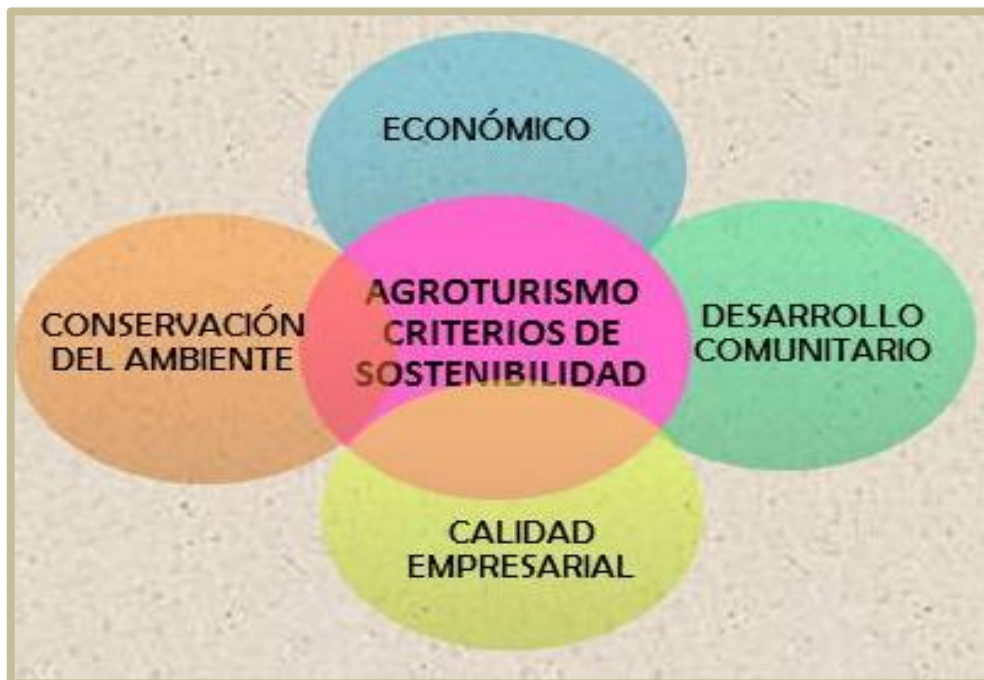 ECONÓMICO
AGROTURISMO
CRITERIOS DE
SOSTENIBILIDAD
CONSERVACIÓN
DEL AMBIENTE
DESARROLLO
COMUNITARIO
CALIDAD
EMPRESARIAL